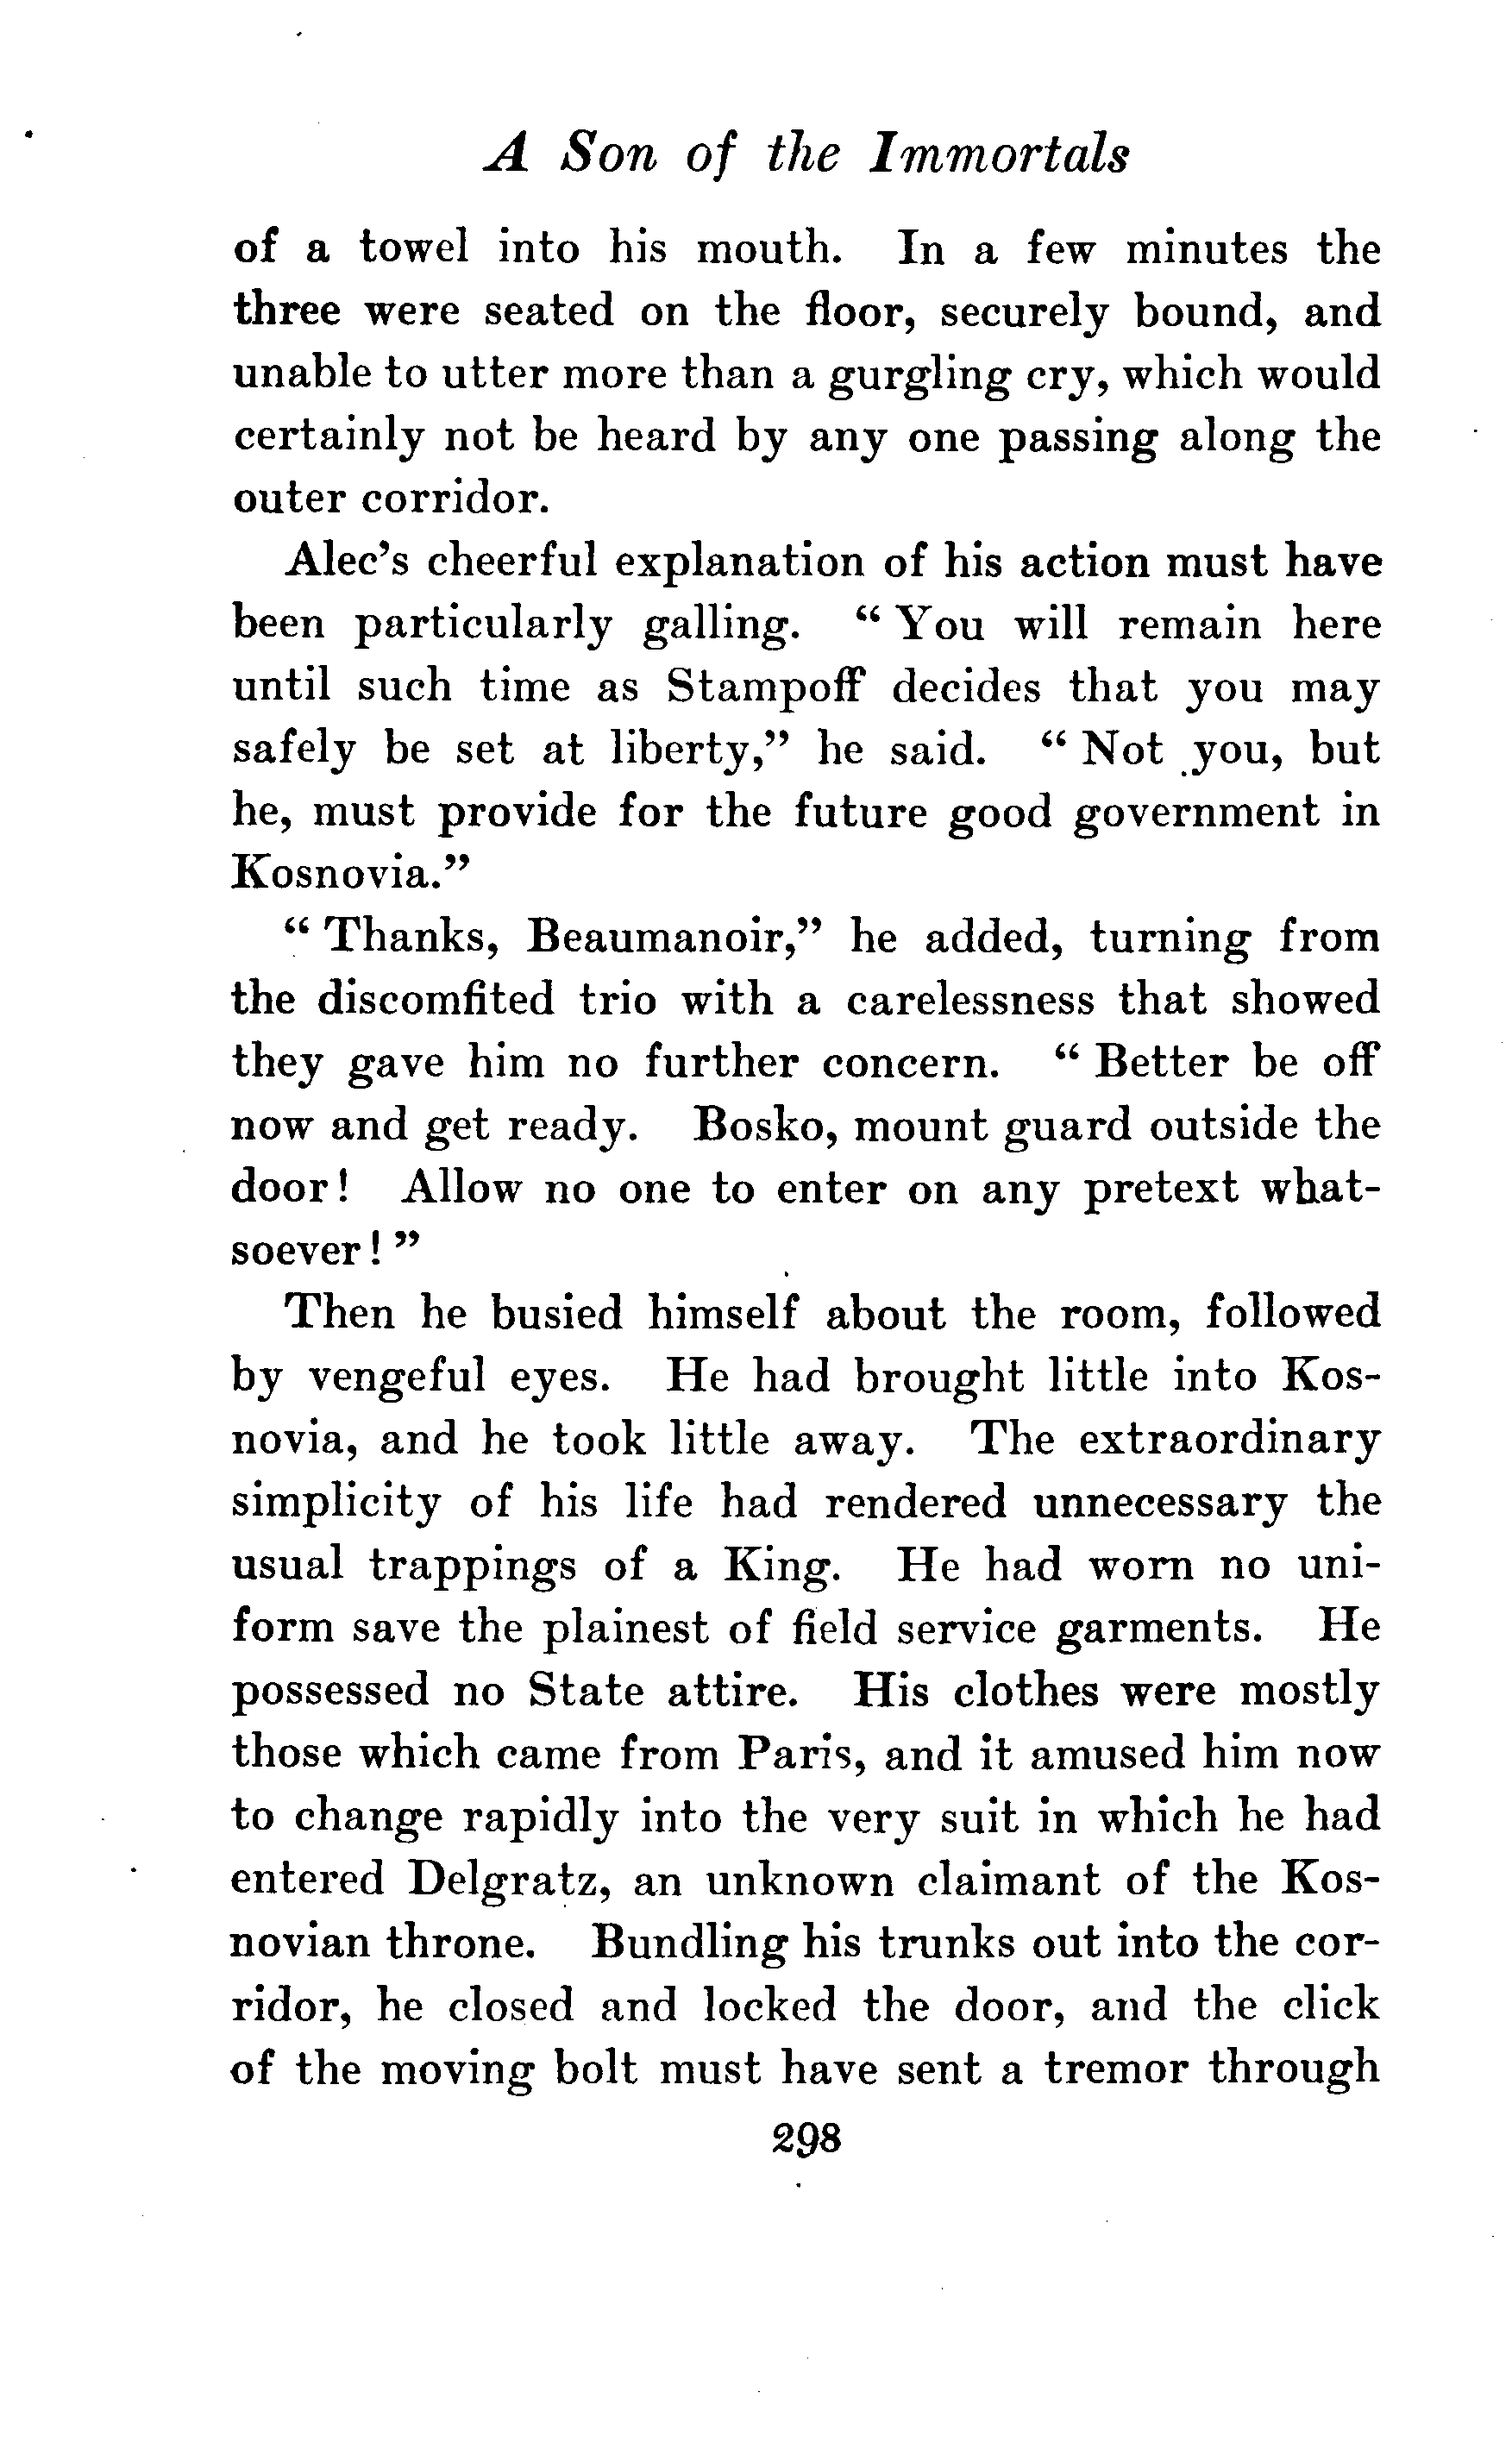 A Son of the Immortals
of a towel into his mouth. In a few minutes the
three were seated on the floor, securely bound, and
unable to utter more than a gurgling cry, which would
certainly not be heard by any one passing along the
outer corridor.
Alec's cheerful explanation of his action must have
been particularly galling. "You will remain here
until such time as Stampoff decides that you may
safely be set at liberty," he said. "Not you, but
he, must provide for the future good government in
Kosnovia."
"Thanks, Beaumanoir," he added, turning from
the discomfited trio with a carelessness that showed
they gave him no further concern. "Better be off
now and get ready. Bosko, mount guard outside the
door! Allow no one to enter on any pretext what-
soever!"
Then he busied himself about the room, followed
by vengeful eyes. He had brought little into Kos-
novia, and he took little away. The extraordinary
simplicity of his life had rendered unnecessary the
usual trappings of a King. He had worn no uni-
form save the plainest of field service garments. He
possessed no State attire. His clothes were mostly
those which came from Paris, and it amused him now
to change rapidly into the very suit in which he had
entered Delgratz, an unknown claimant of the Kos-
novian throne. Bundling his trunks out into the cor-
ridor, he closed and locked the door, and the click
of the moving bolt must have sent a tremor through
298